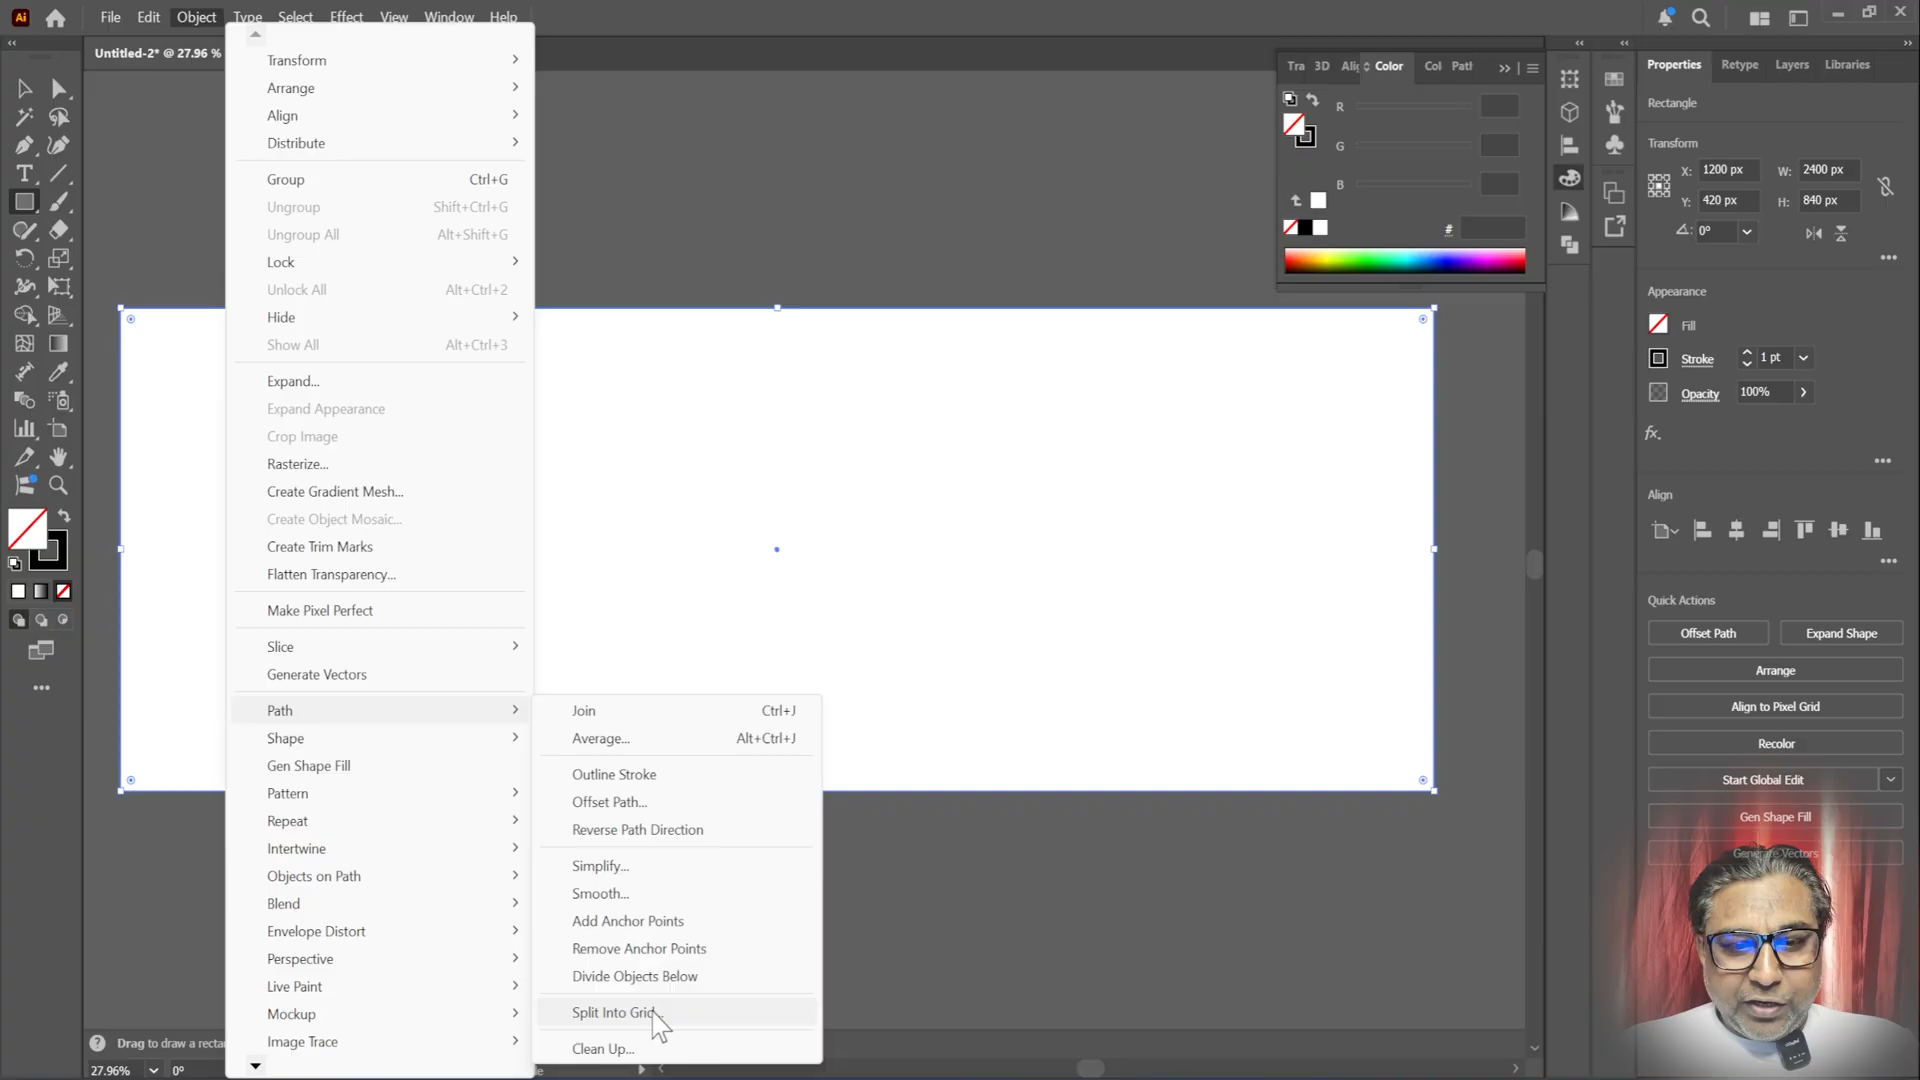 Ai
File Edit Object Type Select Effect View Window Help
Untitled-2* @ 27.96 %
Transform
Arrange
Align
Distribute
Group Ctrl+G
Ungroup Shift+Ctrl+G
Ungroup All Alt+Shift+G
Lock
Unlock All Alt+Ctrl+2
Hide
Show All Alt+Ctrl+3
Expand...
Expand Appearance
Crop Image
Rasterize...
Create Gradient Mesh...
Create Object Mosaic...
Create Trim Marks
Flatten Transparency...
Make Pixel Perfect
Slice
Generate Vectors
Path
Shape
Gen Shape Fill
Pattern
Repeat
Intertwine
Objects on Path
Blend
Envelope Distort
Perspective
Live Paint
Mockup
Image Trace
Join Ctrl+J
Average... Alt+Ctrl+J
Outline Stroke
Offset Path...
Reverse Path Direction
Simplify...
Smooth...
Add Anchor Points
Remove Anchor Points
Divide Objects Below
Split Into Grid...
Clean Up...
Tra 3D Alig Color Col Path
R
G
B
#
Properties Retype Layers Libraries
Rectangle
Transform
X: 1200 px W: 2400 px
Y: 420 px H: 840 px
0°
Appearance
Fill
Stroke 1 pt
Opacity 100%
fx.
Align
Quick Actions
Offset Path Expand Shape
Arrange
Align to Pixel Grid
Recolor
Start Global Edit
Gen Shape Fill
Generate Vectors
? Drag to draw a recta
27.96% 0°